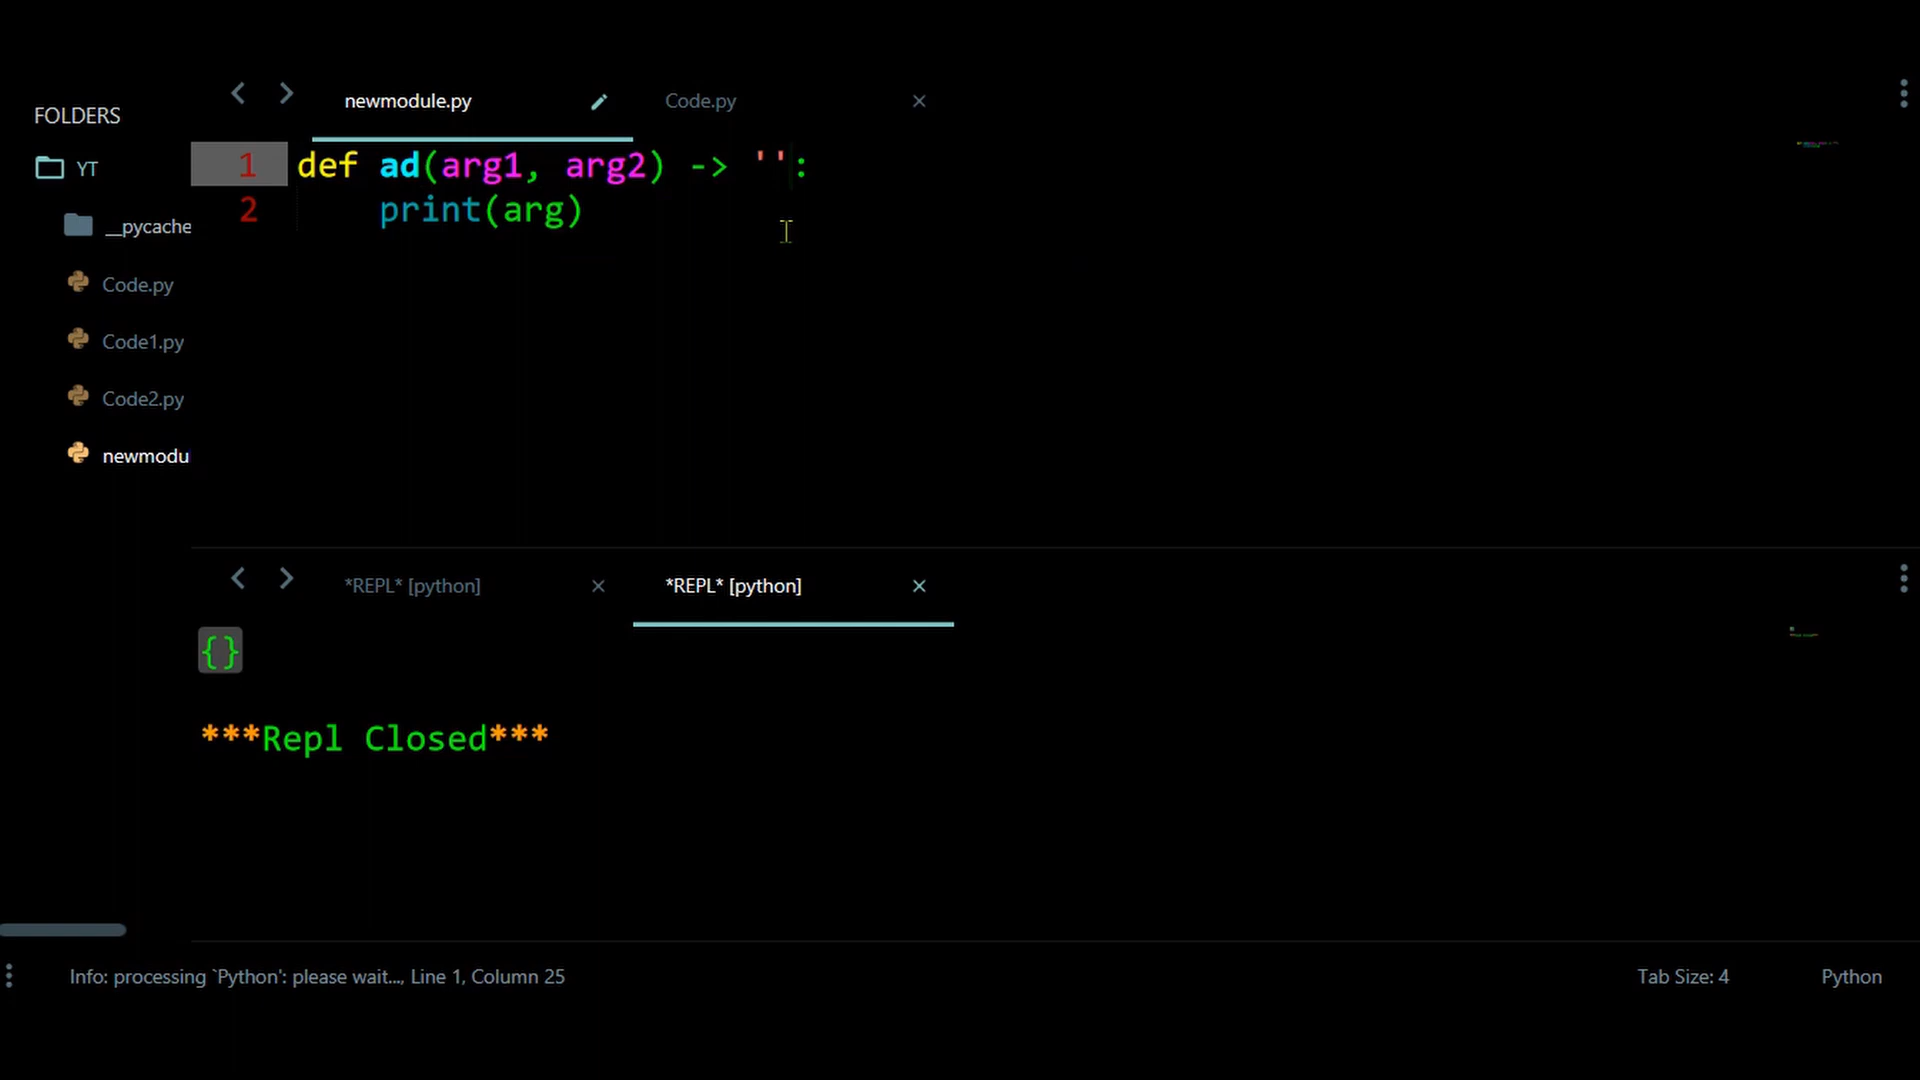 FOLDERS
YT
__pycache
Code.py
Code1.py
Code2.py
newmodu
newmodule.py
Code.py
1 def ad(arg1, arg2) -> '':
2     print(arg)
*REPL* [python]
*REPL* [python]
{}
***Repl Closed***
Info: processing `Python': please wait..., Line 1, Column 25
Tab Size: 4
Python